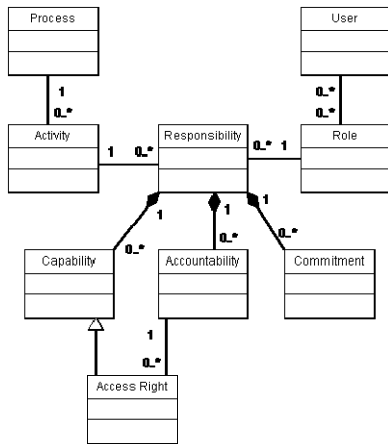 Process
User
1
0..*
0..*
0..*
Activity
Responsibility
Role
1
0..*
0..*
1
1
1
1
0..*
0..*
0..*
Capability
Accountability
Commitment
1
0..*
Access Right